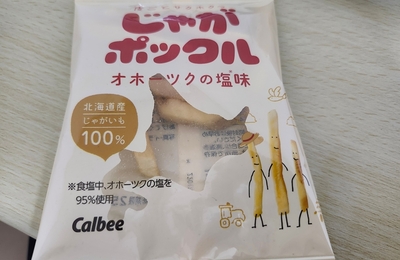 じゃが
ポックル
オホーツクの塩味
北海道産
じゃがいも
100%
※食塩中、オホーツクの塩を
95%使用
Calbee